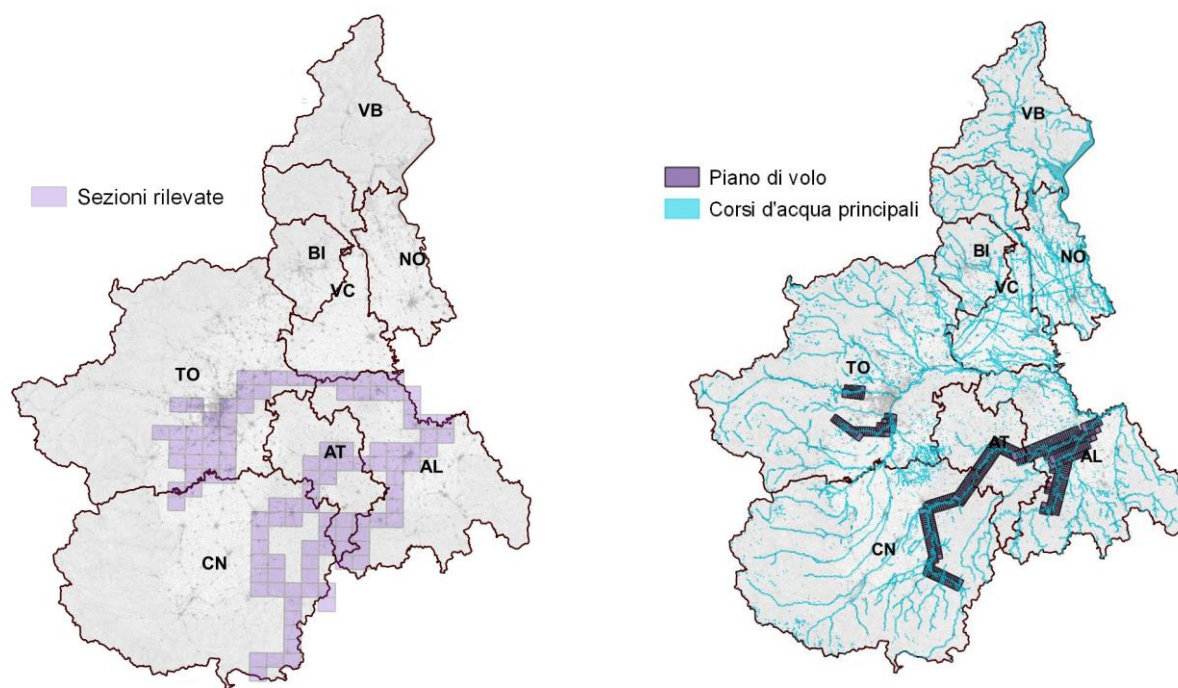 VB
Sezioni rilevate
BI
NO
VC
TO
AT
AL
CN
VB
Piano di volo
Corsi d'acqua principali
BI
NO
VC
TO
AT
AL
CN